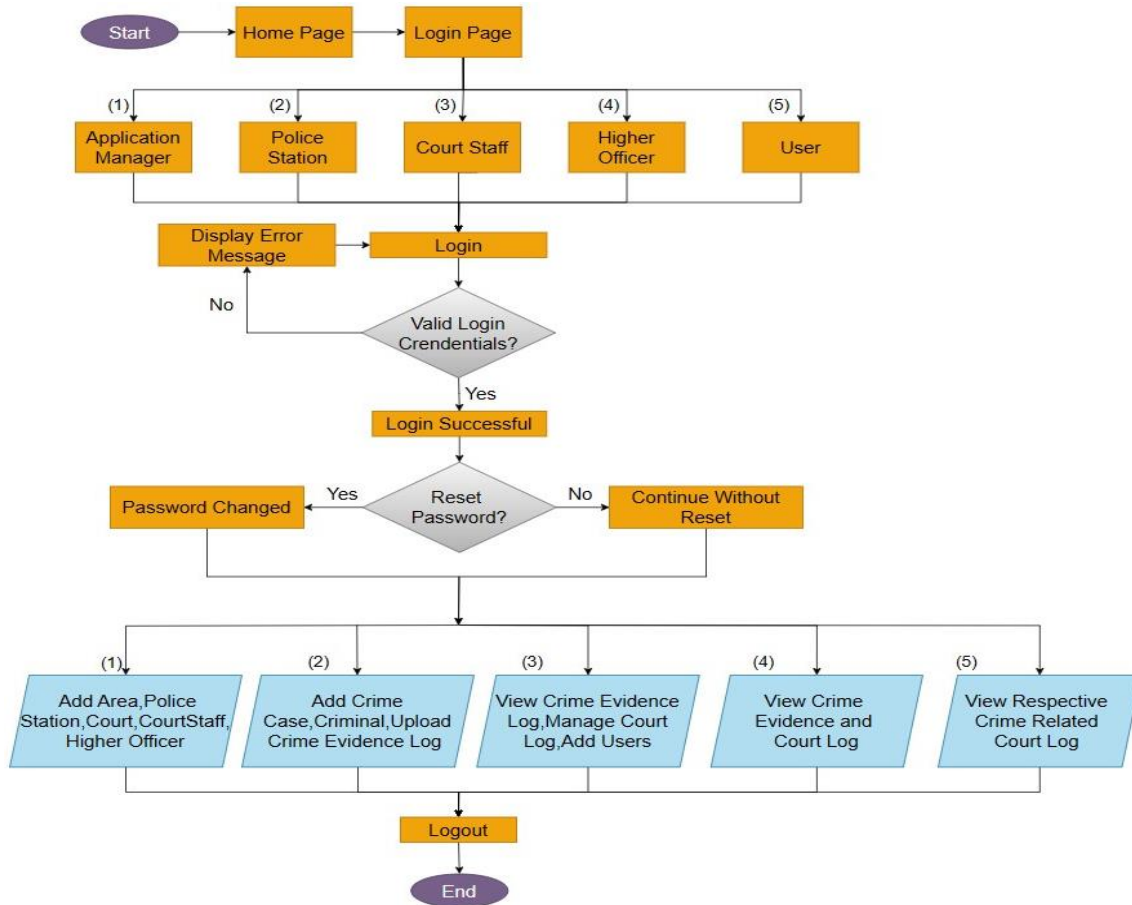 Start
Home Page
Login Page
(1)
(2)
(3)
(4)
(5)
Application
Manager
Police
Station
Court Staff
Higher
Officer
User
Display Error
Message
Login
No
Valid Login
Crendentials?
Yes
Login Successful
Yes
Reset
Password?
No
Password Changed
Continue Without
Reset
(1)
(2)
(3)
(4)
(5)
Add Area,Police
Station,Court,CourtStaff,
Higher Officer
Add Crime
Case,Criminal,Upload
Crime Evidence Log
View Crime Evidence
Log,Manage Court
Log,Add Users
View Crime
Evidence and
Court Log
View Respective
Crime Related
Court Log
Logout
End